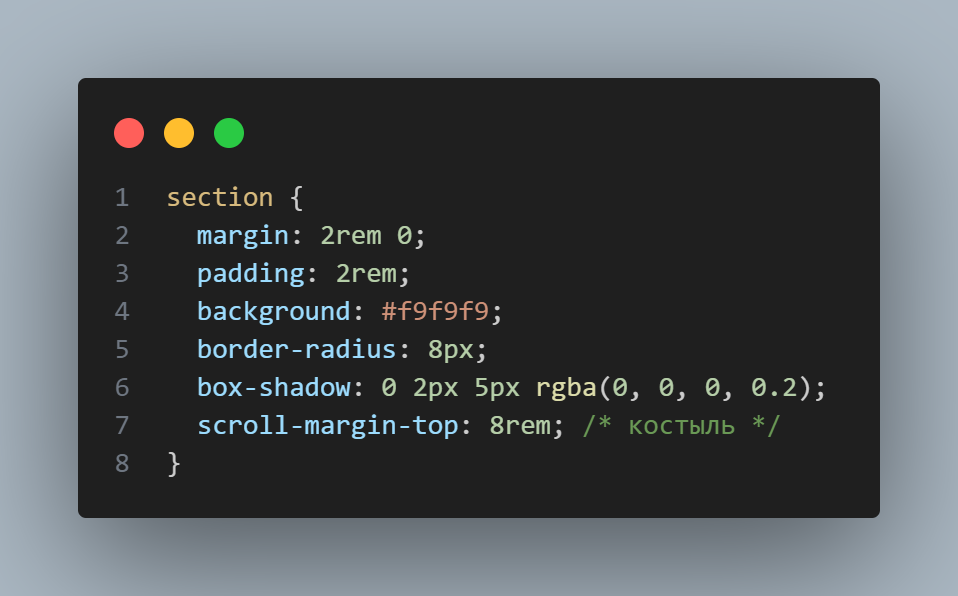 1 section {
2 margin: 2rem 0;
3 padding: 2rem;
4 background: #f9f9f9;
5 border-radius: 8px;
6 box-shadow: 0 2px 5px rgba(0, 0, 0, 0.2);
7 scroll-margin-top: 8rem; /* костыль */
8 }